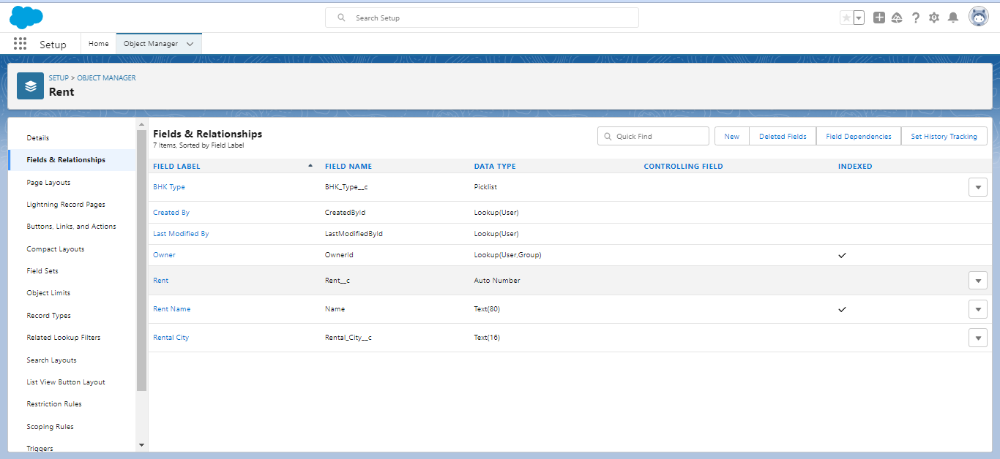 Search Setup
Setup
Home
Object Manager
SETUP > OBJECT MANAGER
Rent
Details
Fields & Relationships
Page Layouts
Lightning Record Pages
Buttons, Links, and Actions
Compact Layouts
Field Sets
Object Limits
Record Types
Related Lookup Filters
Search Layouts
List View Button Layout
Restriction Rules
Scoping Rules
Triggers
Fields & Relationships
7 Items, Sorted by Field Label
Quick Find
New
Deleted Fields
Field Dependencies
Set History Tracking
FIELD LABEL FIELD NAME DATA TYPE CONTROLLING FIELD INDEXED
BHK Type BHK_Type__c Picklist
Created By CreatedById Lookup(User)
Last Modified By LastModifiedById Lookup(User)
Owner OwnerId Lookup(User,Group)
Rent Rent__c Auto Number
Rent Name Name Text(80)
Rental City Rental_City__c Text(16)